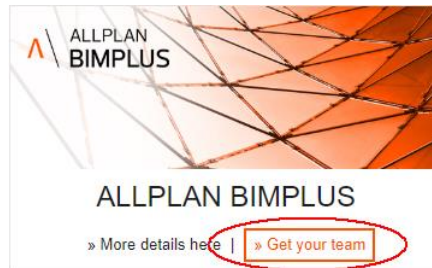 ALLPLAN
BIMPLUS
ALLPLAN BIMPLUS
» More details here | » Get your team